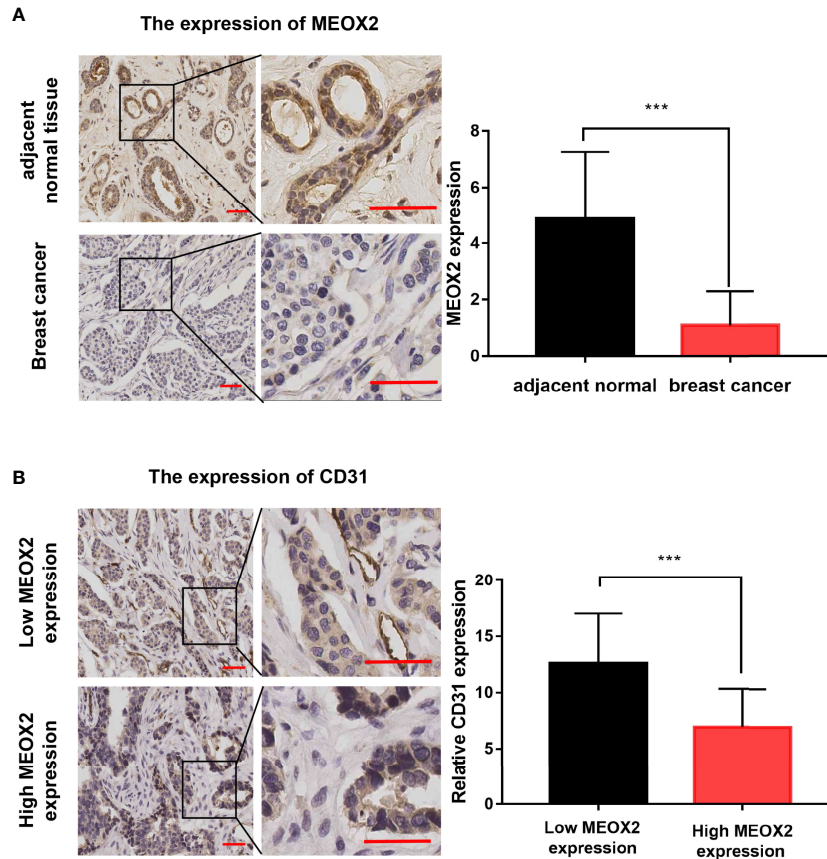 A
The expression of MEOX2
adjacent
normal tissue
Breast cancer
MEOX2 expression
8
6
4
2
0
***
adjacent normal
breast cancer
B
The expression of CD31
Low MEOX2
expression
High MEOX2
expression
Relative CD31 expression
20
15
10
5
0
***
Low MEOX2
expression
High MEOX2
expression